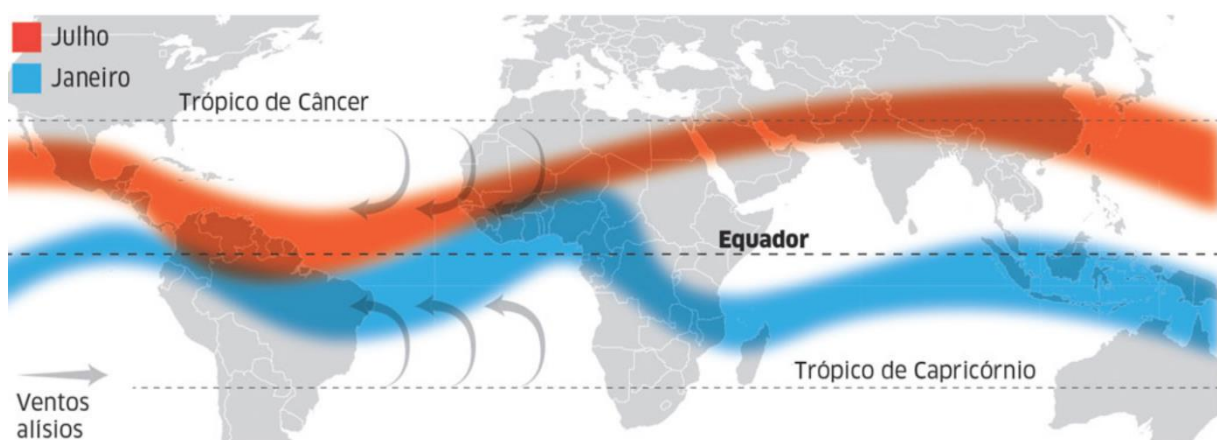 Julho
Janeiro
Trópico de Câncer
Equador
Trópico de Capricórnio
Ventos
alísios